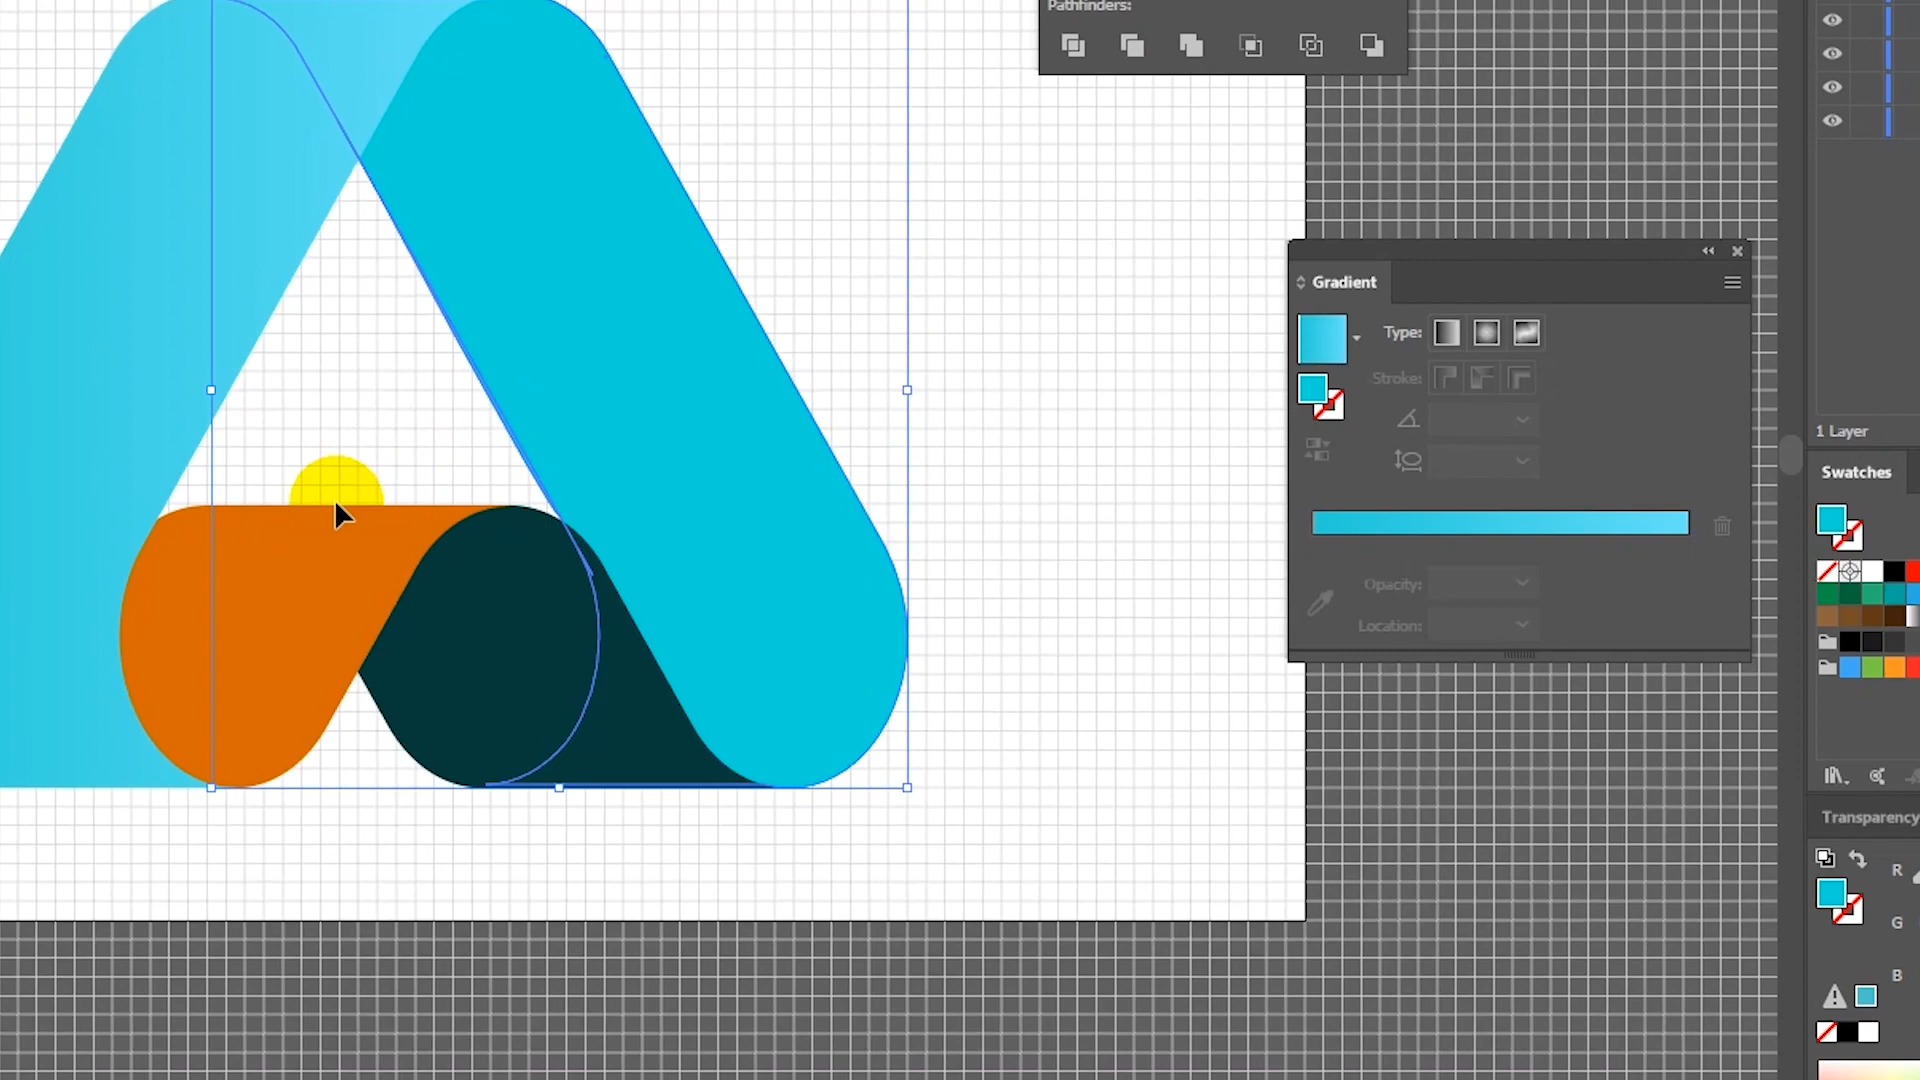 Pathfinders:
Gradient
Type:
Stroke:
Opacity:
Location:
1 Layer
Swatches
Transparency
R
G
B